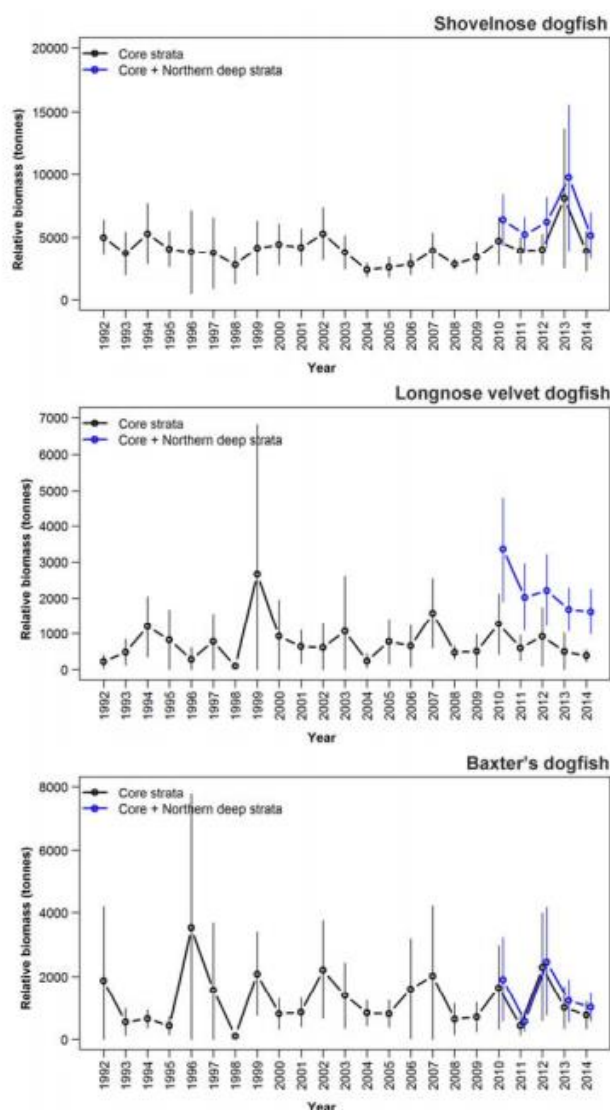 Shovelnose dogfish
20000
15000
10000
5000
0
Relative biomass (tonnes)
Core strata
Core + Northern deep strata
1992 1993 1994 1995 1996 1997 1998 1999 2000 2001 2002 2003 2004 2005 2006 2007 2008 2009 2010 2011 2012 2013 2014
Year
Longnose velvet dogfish
7000
6000
5000
4000
3000
2000
1000
0
Relative biomass (tonnes)
Core strata
Core + Northern deep strata
1992 1993 1994 1995 1996 1997 1998 1999 2000 2001 2002 2003 2004 2005 2006 2007 2008 2009 2010 2011 2012 2013 2014
Year
Baxter's dogfish
8000
6000
4000
2000
0
Relative biomass (tonnes)
Core strata
Core + Northern deep strata
1992 1993 1994 1995 1996 1997 1998 1999 2000 2001 2002 2003 2004 2005 2006 2007 2008 2009 2010 2011 2012 2013 2014
Year